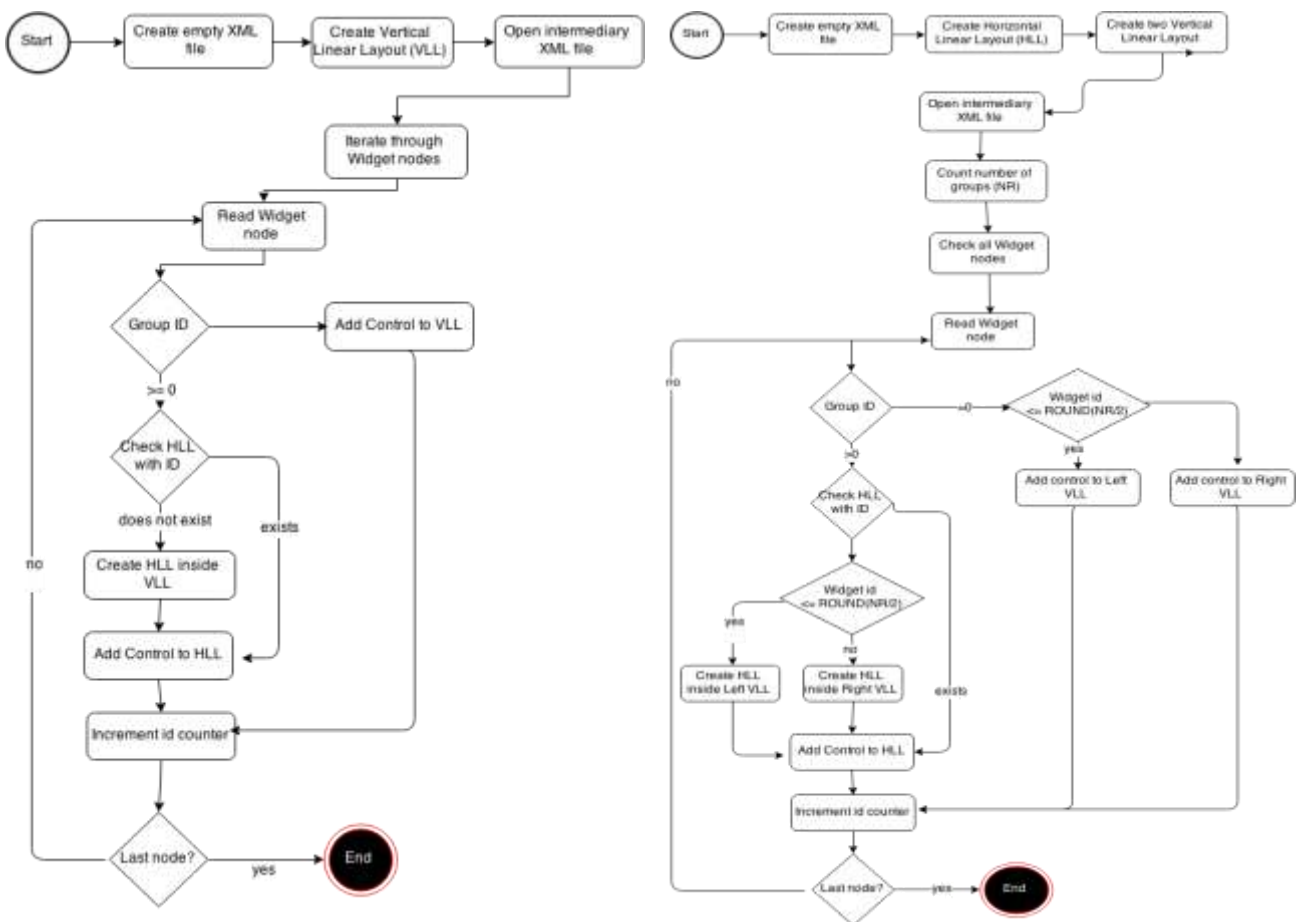 Start
Create empty XML
file
Create Vertical
Linear Layout (VLL)
Open intermediary
XML file
Iterate through
Widget nodes
Read Widget
node
Group ID
Add Control to VLL
>= 0
Check HLL
with ID
does not exist
exists
no
Create HLL inside
VLL
Add Control to HLL
Increment id counter
Last node?
yes
End
Start
Create empty XML
file
Create Horizontal
Linear Layout (HLL)
Create two Vertical
Linear Layout
Open intermediary
XML file
Count number of
groups (NR)
Check all Widget
nodes
Read Widget
node
no
Group ID
Widget id
<= ROUND(NR/2)
yes
Add control to Left
VLL
Add control to Right
VLL
Check HLL
with ID
Widget id
<= ROUND(NR/2)
yes
no
Create HLL
inside Left VLL
Create HLL
inside Right VLL
exists
Add Control to HLL
Increment id counter
Last node?
yes
End